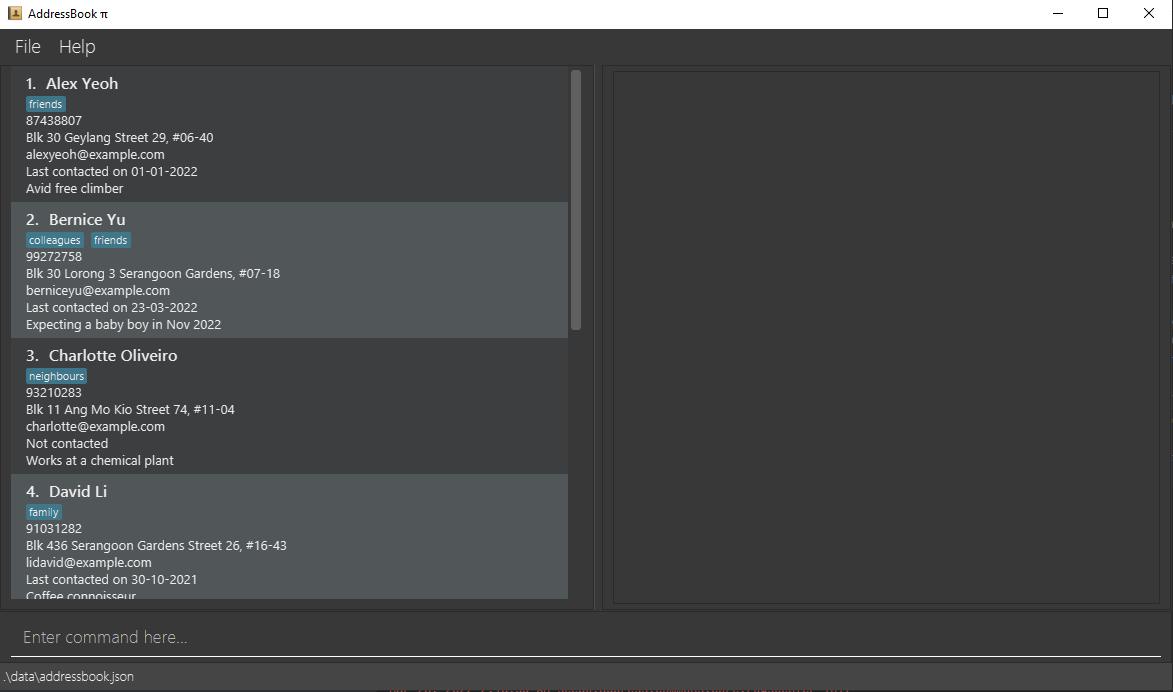 AddressBook π
File Help
1. Alex Yeoh
friends
87438807
Blk 30 Geylang Street 29, #06-40
alexyeoh@example.com
Last contacted on 01-01-2022
Avid free climber
2. Bernice Yu
colleagues friends
99272758
Blk 30 Lorong 3 Serangoon Gardens, #07-18
berniceyu@example.com
Last contacted on 23-03-2022
Expecting a baby boy in Nov 2022
3. Charlotte Oliveiro
neighbours
93210283
Blk 11 Ang Mo Kio Street 74, #11-04
charlotte@example.com
Not contacted
Works at a chemical plant
4. David Li
family
91031282
Blk 436 Serangoon Gardens Street 26, #16-43
lidavid@example.com
Last contacted on 30-10-2021
Coffee connoisseur
Enter command here...
.\data\addressbook.json